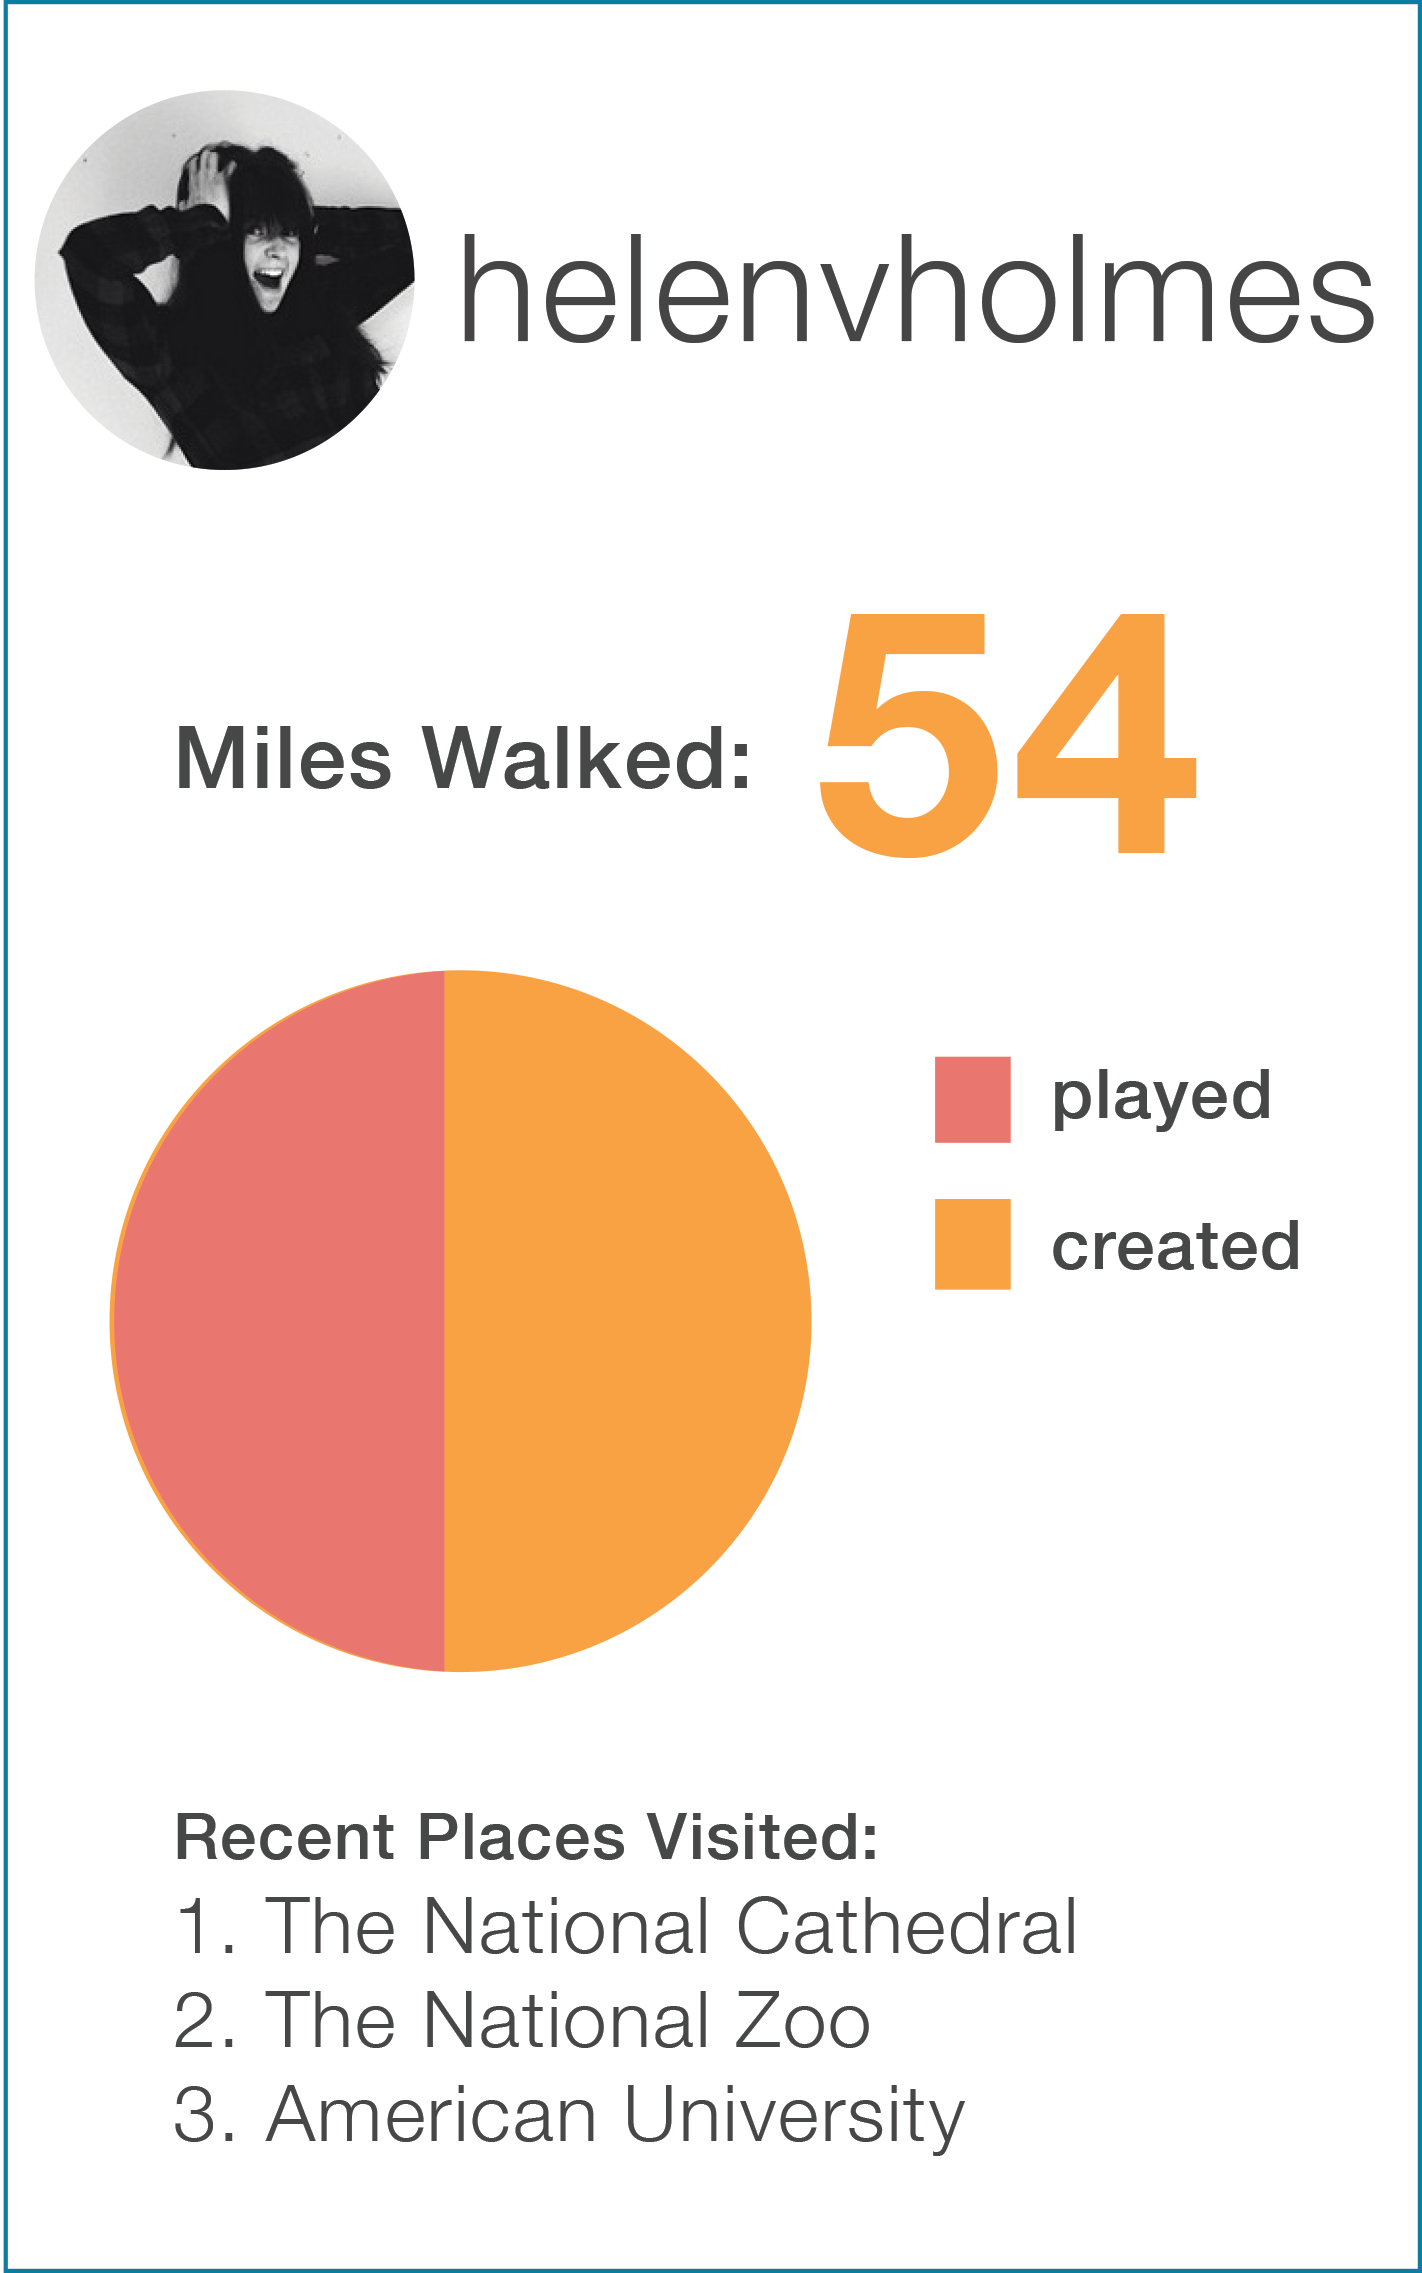 helenvholmes
Miles Walked: 54
played
created
Recent Places Visited:
1. The National Cathedral
2. The National Zoo
3. American University